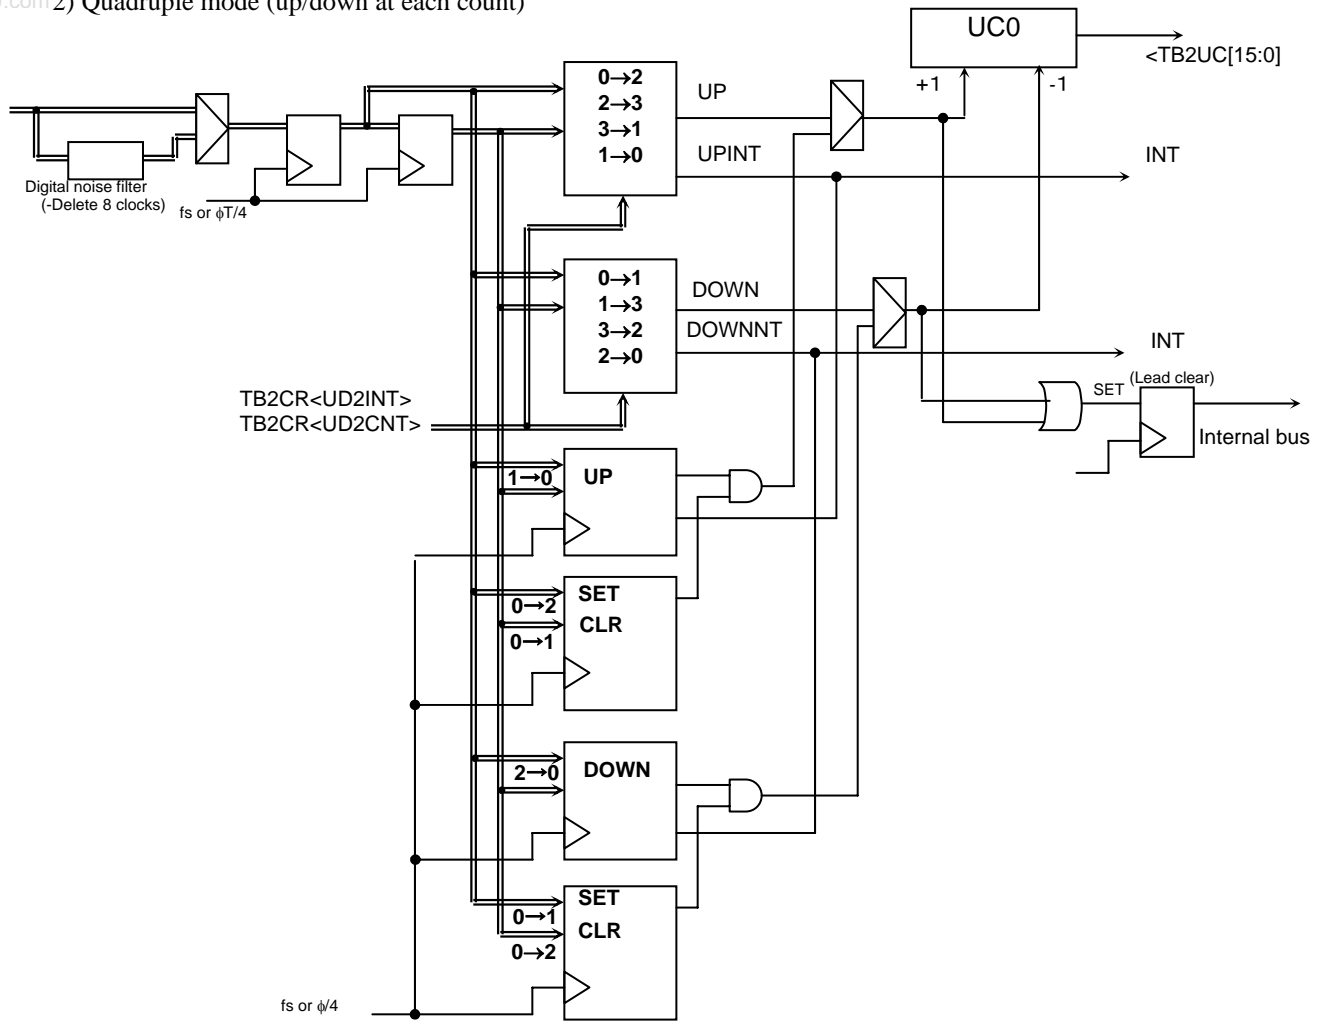 .com 2) Quadruple mode (up/down at each count)
UC0
<TB2UC[15:0]
+1
-1
0→2
2→3
3→1
1→0
UP
UPINT
INT
Digital noise filter
(-Delete 8 clocks)
fs or ϕT/4
0→1
1→3
3→2
2→0
DOWN
DOWNNT
INT
(Lead clear)
SET
Internal bus
TB2CR<UD2INT>
TB2CR<UD2CNT>
1→0
UP
SET
0→2
CLR
0→1
DOWN
2→0
SET
0→1
CLR
0→2
fs or ϕ/4